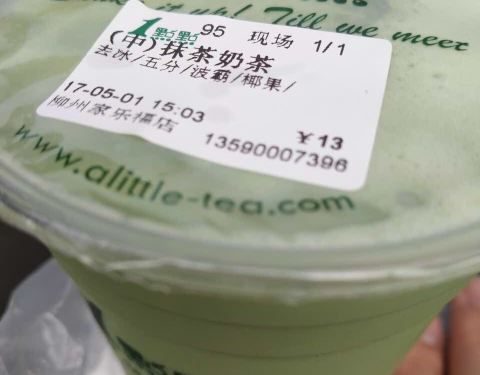 it up! Till we meet
1點點 95 现场 1/1
(中)抹茶奶茶
去冰/五分/波霸/椰果/
17-05-01 15:03 ￥13
柳州家乐福店 13590007396
www.alittle-tea.com